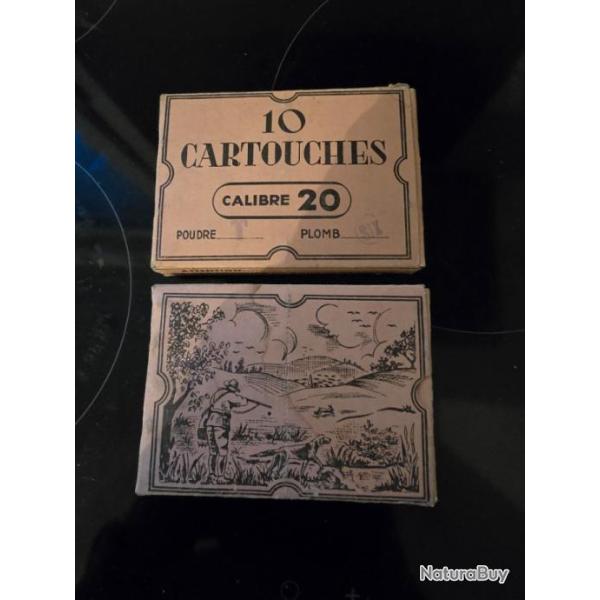 10
CARTOUCHES
CALIBRE 20
POUDRE T PLOMB
NaturaBuy